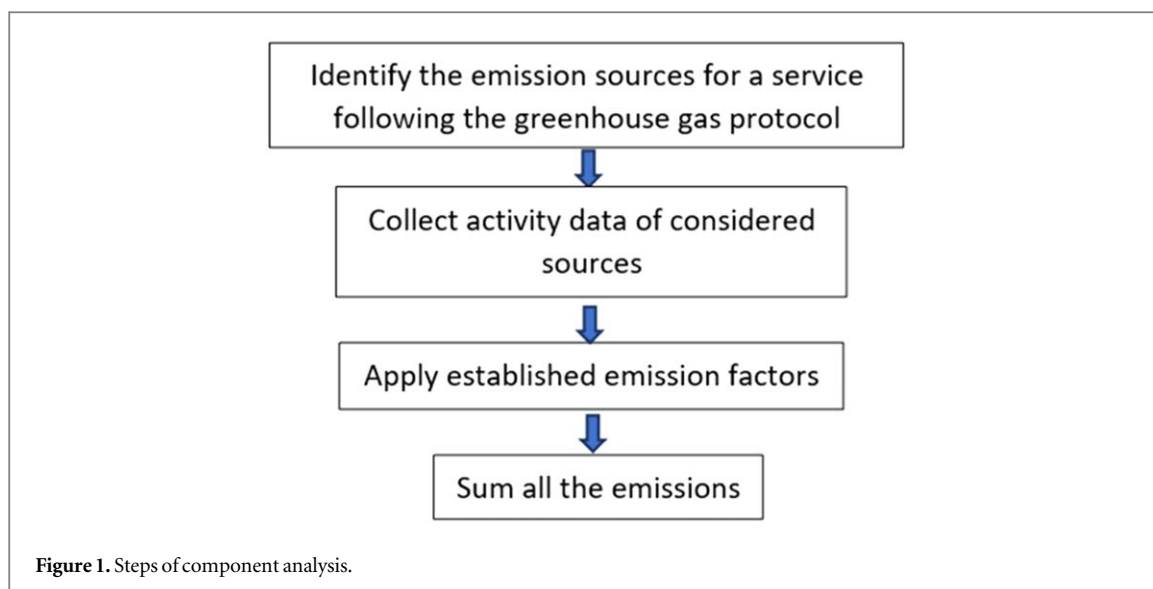 Identify the emission sources for a service
following the greenhouse gas protocol
Collect activity data of considered
sources
Apply established emission factors
Sum all the emissions
Figure 1. Steps of component analysis.